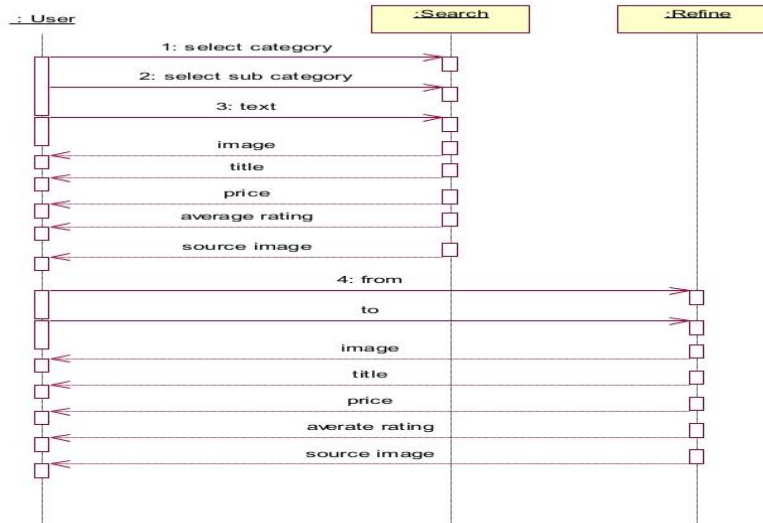 : User
:Search
:Refine
1: select category
2: select sub category
3: text
image
title
price
average rating
source image
4: from
to
image
title
price
averate rating
source image